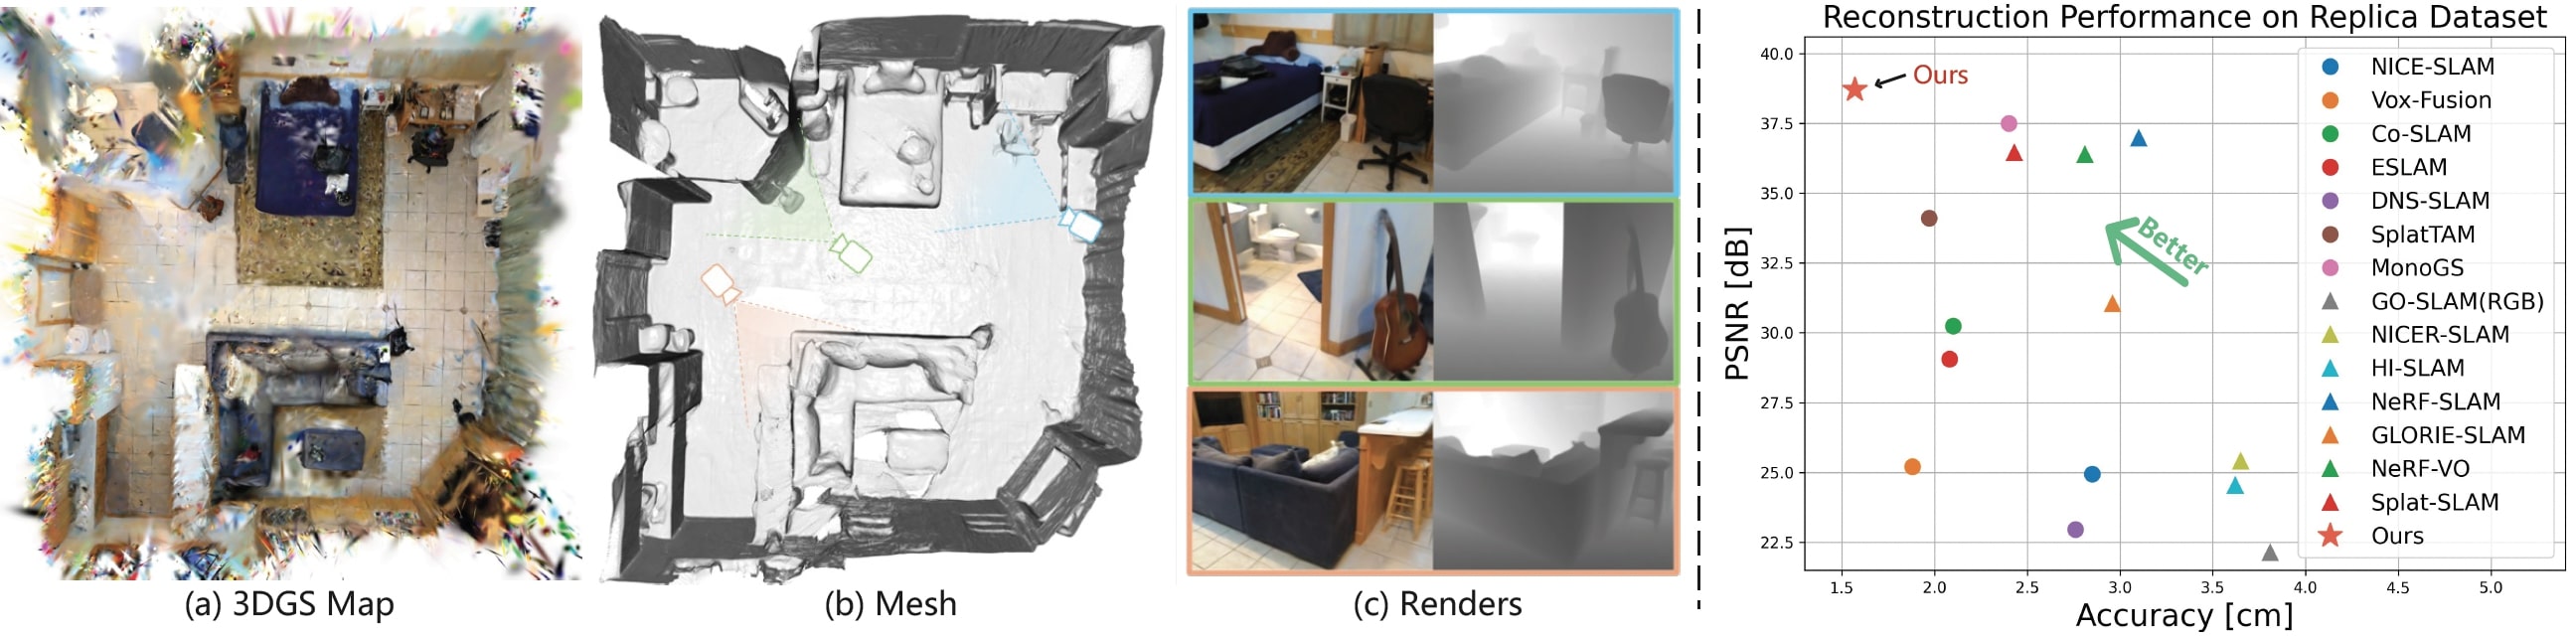 (a) 3DGS Map
(b) Mesh
(c) Renders
Reconstruction Performance on Replica Dataset
PSNR [dB]
40.0
37.5
35.0
32.5
30.0
27.5
25.0
22.5
Ours
Better
NICE-SLAM
Vox-Fusion
Co-SLAM
ESLAM
DNS-SLAM
SplatTAM
MonoGS
GO-SLAM(RGB)
NICER-SLAM
HI-SLAM
NeRF-SLAM
GLORIE-SLAM
NeRF-VO
Splat-SLAM
Ours
1.5 2.0 2.5 3.0 3.5 4.0 4.5 5.0
Accuracy [cm]